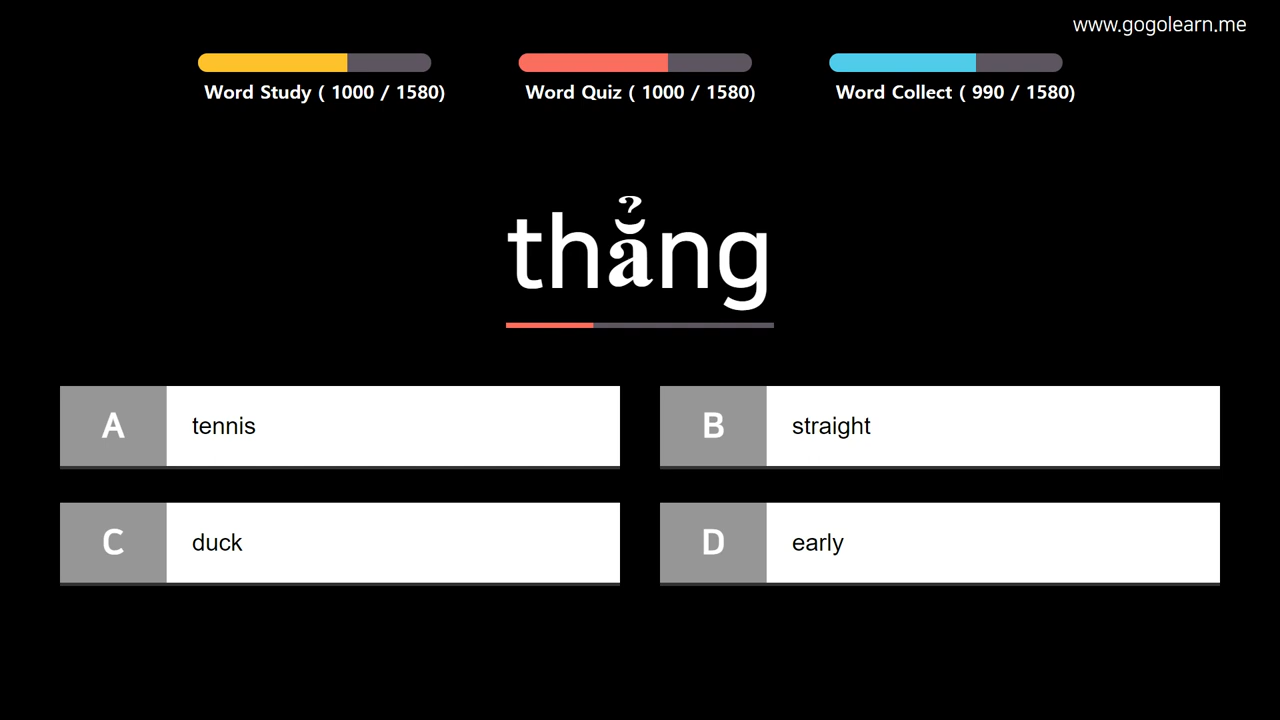 www.gogolearn.me
Word Study ( 1000 / 1580)
Word Quiz ( 1000 / 1580)
Word Collect ( 990 / 1580)
thẳng
A tennis
B straight
C duck
D early